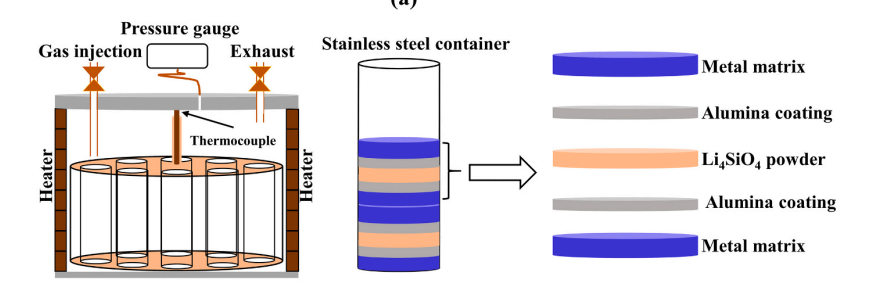 (a)
Pressure gauge
Gas injection
Exhaust
Thermocouple
Heater
Heater
Stainless steel container
Metal matrix
Alumina coating
Li₄SiO₄ powder
Alumina coating
Metal matrix